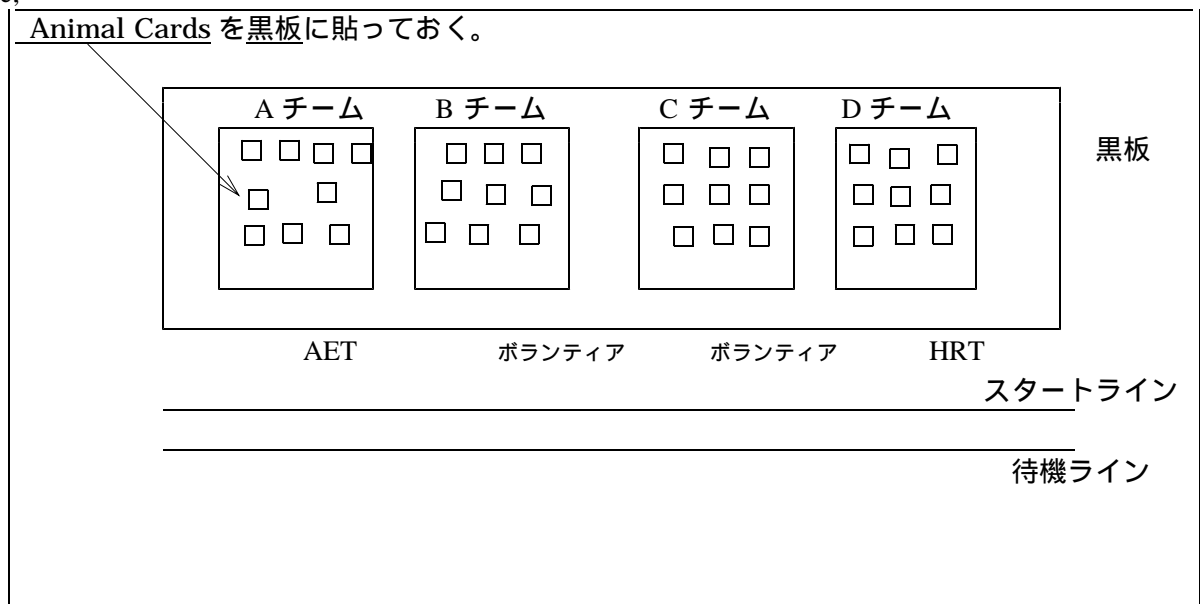 Animal Cards を黒板に貼っておく。
A チーム B チーム C チーム D チーム
黒板
AET ボランティア ボランティア HRT
スタートライン
待機ライン